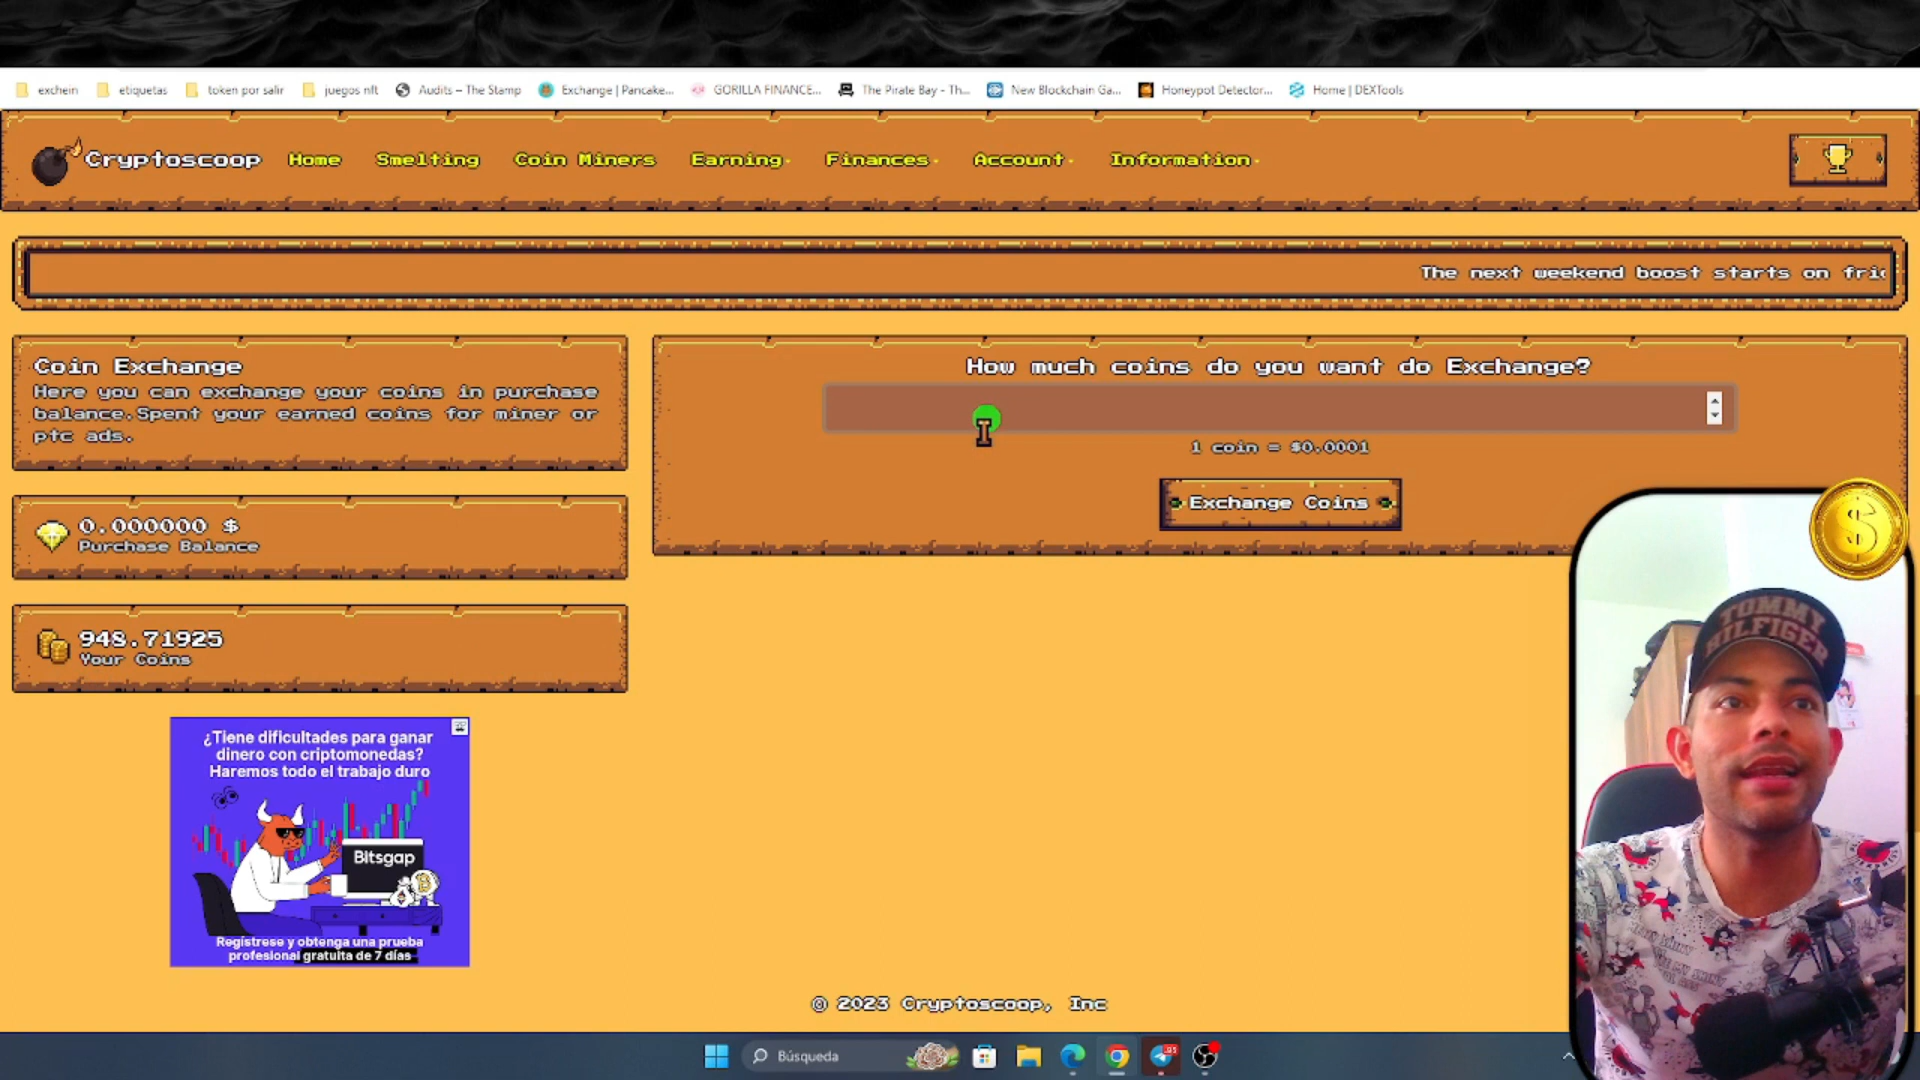 exchein
etiquetas
token por salir
juegos nft
Audits – The Stamp
Exchange | Pancake...
GORILLA FINANCE...
The Pirate Bay - Th...
New Blockchain Ga...
Honeypot Detector...
Home | DEXTools
Cryptoscoop
Home
Smelting
Coin Miners
Earning
Finances
Account
Information
The next weekend boost starts on fri
Coin Exchange
Here you can exchange your coins in purchase
balance.Spent your earned coins for miner or
ptc ads.
How much coins do you want do Exchange?
1 coin = $0.0001
Exchange Coins
0.000000 $
Purchase Balance
948.71925
Your Coins
¿Tiene dificultades para ganar
dinero con criptomonedas?
Haremos todo el trabajo duro
Bitsgap
Regístrese y obtenga una prueba
profesional gratuita de 7 días
$
TOMMY
HILFIGER
© 2023 Cryptoscoop, Inc
Búsqueda